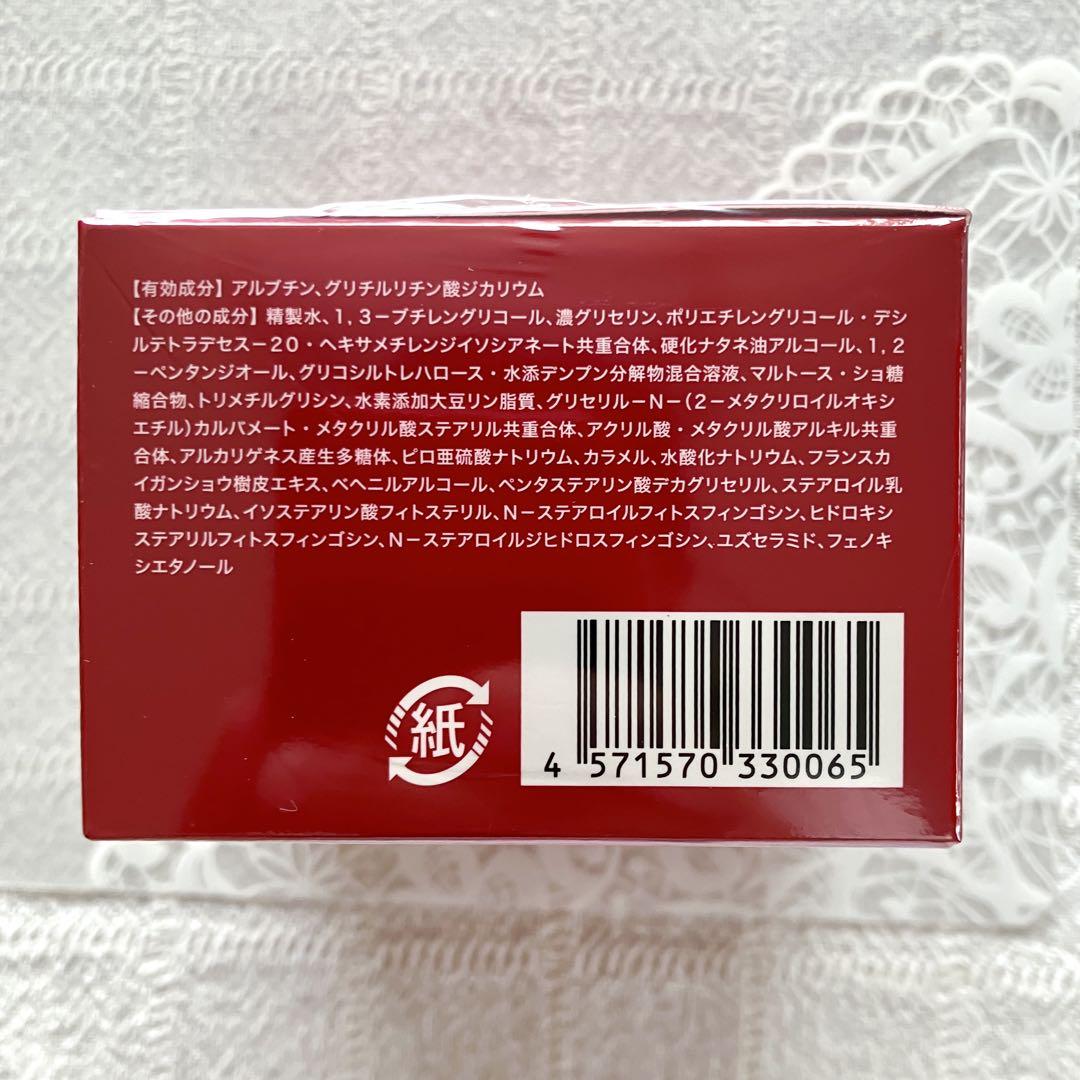 【有効成分】アルブチン、グリチルリチン酸ジカリウム
【その他の成分】精製水、1,3−ブチレングリコール、濃グリセリン、ポリエチレングリコール・デシ
ルテトラデセス−20・ヘキサメチレンジイソシアネート共重合体、硬化ナタネ油アルコール、1,2
−ペンタンジオール、グリコシルトレハロース・水添デンプン分解物混合溶液、マルトース・ショ糖
縮合物、トリメチルグリシン、水素添加大豆リン脂質、グリセリル−N−(2−メタクリロイルオキシ
エチル)カルバメート・メタクリル酸ステアリル共重合体、アクリル酸・メタクリル酸アルキル共重
合体、アルカリゲネス産生多糖体、ピロ亜硫酸ナトリウム、カラメル、水酸化ナトリウム、フランスカ
イガンショウ樹皮エキス、ベヘニルアルコール、ペンタステアリン酸デカグリセリル、ステアロイル乳
酸ナトリウム、イソステアリン酸フィトステリル、N−ステアロイルフィトスフィンゴシン、ヒドロキシ
ステアリルフィトスフィンゴシン、N−ステアロイルジヒドロスフィンゴシン、ユズセラミド、フェノキ
シエタノール
紙
4 571570 330065